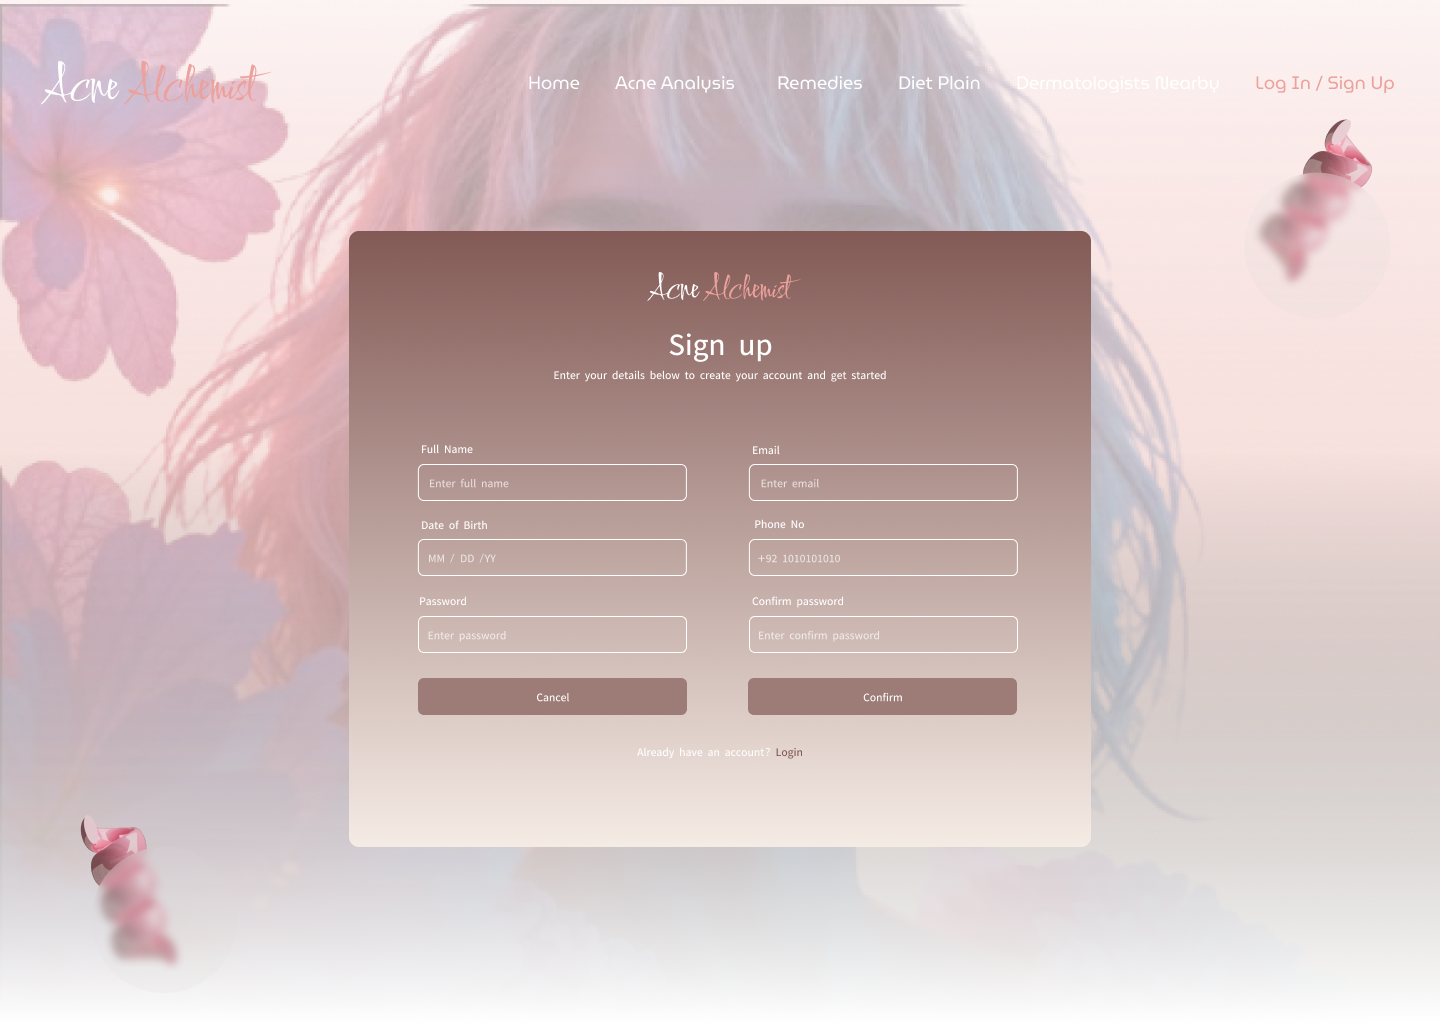 Acne Alchemist
Home Acne Analysis Remedies Diet Plain Dermatologists Nearby Log In / Sign Up
Acne Alchemist
Sign up
Enter your details below to create your account and get started
Full Name
Email
Enter full name
Enter email
Date of Birth
Phone No
MM / DD /YY
+92 1010101010
Password
Confirm password
Enter password
Enter confirm password
Cancel
Confirm
Already have an account? Login